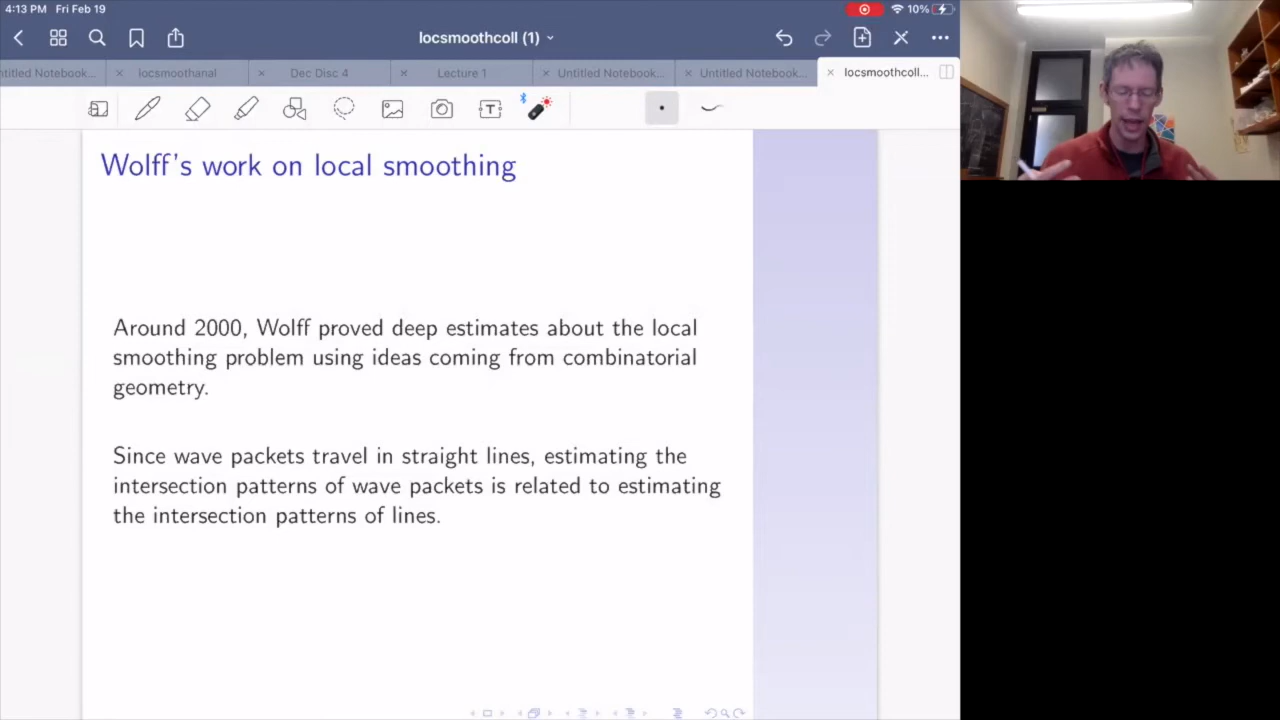 4:13 PM Fri Feb 19
10%
locsmoothcoll (1)
ntitled Notebook...
locsmoothanal
Dec Disc 4
Lecture 1
Untitled Notebook...
Untitled Notebook...
locsmoothcoll...
T
Wolff's work on local smoothing
Around 2000, Wolff proved deep estimates about the local
smoothing problem using ideas coming from combinatorial
geometry.
Since wave packets travel in straight lines, estimating the
intersection patterns of wave packets is related to estimating
the intersection patterns of lines.